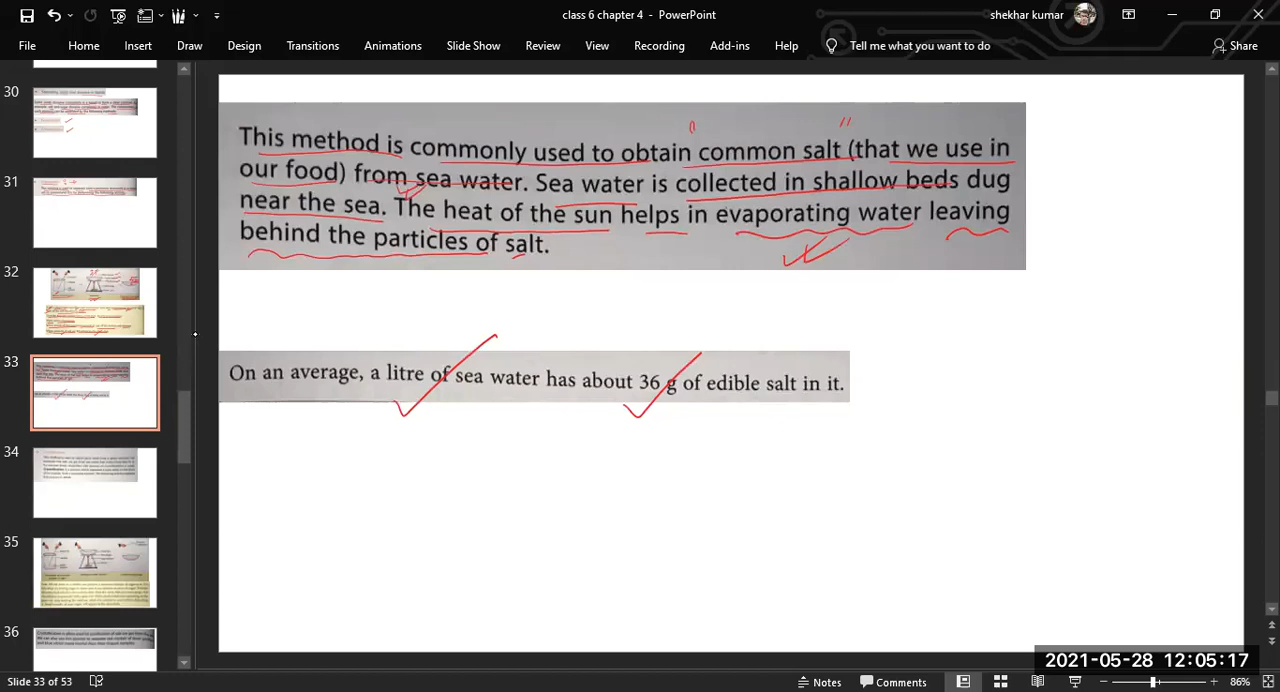 class 6 chapter 4 - PowerPoint
shekhar kumar
File Home Insert Draw Design Transitions Animations Slide Show Review View Recording Add-ins Help Tell me what you want to do Share
30
31
32
33
34
35
36
This method is commonly used to obtain common salt (that we use in
our food) from sea water. Sea water is collected in shallow beds dug
near the sea. The heat of the sun helps in evaporating water leaving
behind the particles of salt.
On an average, a litre of sea water has about 36 g of edible salt in it.
2021-05-28 12:05:17
Slide 33 of 53 Notes Comments 86%